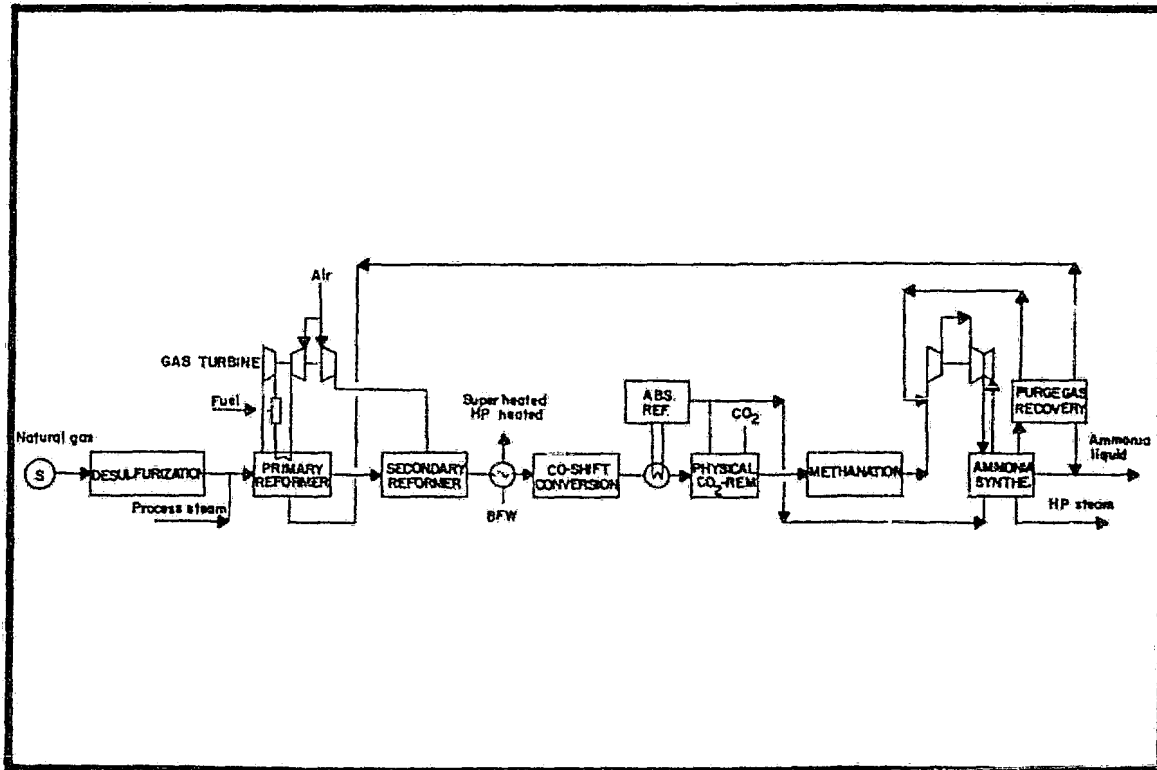 Air
GAS TURBINE
Fuel
Super heated
HP heated
ABS.
REF.
CO₂
PURGE GAS
RECOVERY
Natural gas
S
DESULFURIZATION
PRIMARY
REFORMER
SECONDARY
REFORMER
CO-SHIFT
CONVERSION
PHYSICAL
CO₂-REM.
METHANATION
AMMONIA
SYNTHE.
Ammonia
liquid
Process steam
BFW
HP steam